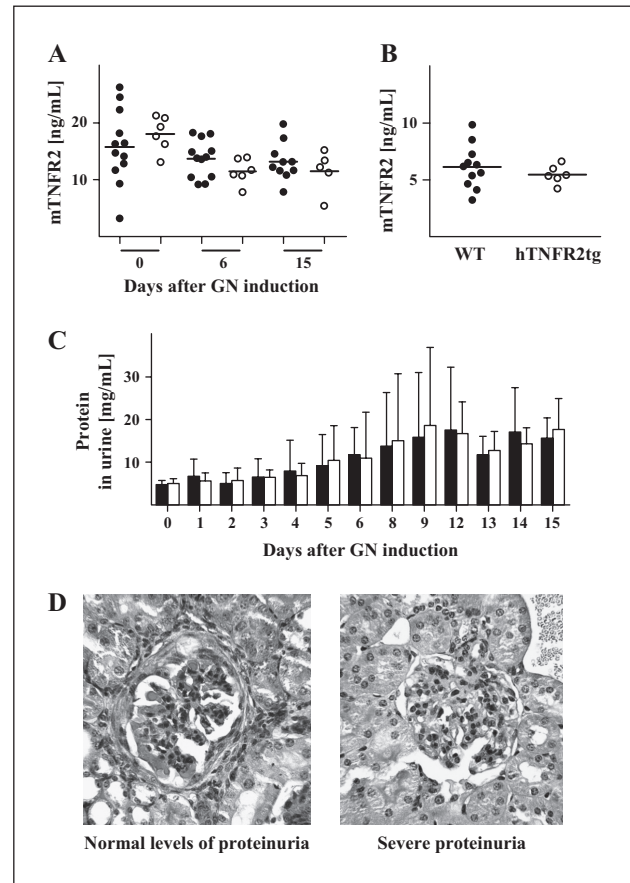 A
mTNFR2 [ng/mL]
20
10
0
6
15
Days after GN induction
B
mTNFR2 [ng/mL]
10
5
WT
hTNFR2tg
C
Protein
in urine [mg/mL]
30
20
10
0 1 2 3 4 5 6 8 9 12 13 14 15
Days after GN induction
D
Normal levels of proteinuria
Severe proteinuria